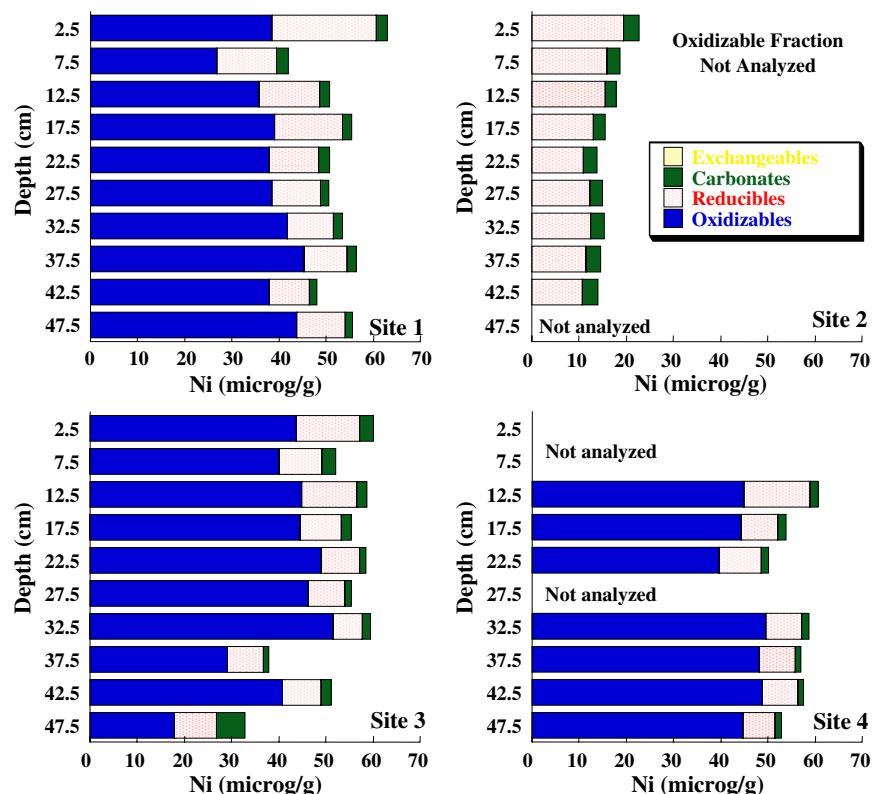 Depth (cm)
2.5
7.5
12.5
17.5
22.5
27.5
32.5
37.5
42.5
47.5
Site 1
0 10 20 30 40 50 60 70
Ni (microg/g)
Depth (cm)
2.5
7.5
12.5
17.5
22.5
27.5
32.5
37.5
42.5
47.5
Oxidizable Fraction
Not Analyzed
Exchangeables
Carbonates
Reducibles
Oxidizables
Not analyzed
Site 2
0 10 20 30 40 50 60 70
Ni (microg/g)
Depth (cm)
2.5
7.5
12.5
17.5
22.5
27.5
32.5
37.5
42.5
47.5
Site 3
0 10 20 30 40 50 60 70
Ni (microg/g)
Depth (cm)
2.5
7.5
12.5
17.5
22.5
27.5
32.5
37.5
42.5
47.5
Not analyzed
Not analyzed
Site 4
0 10 20 30 40 50 60 70
Ni (microg/g)